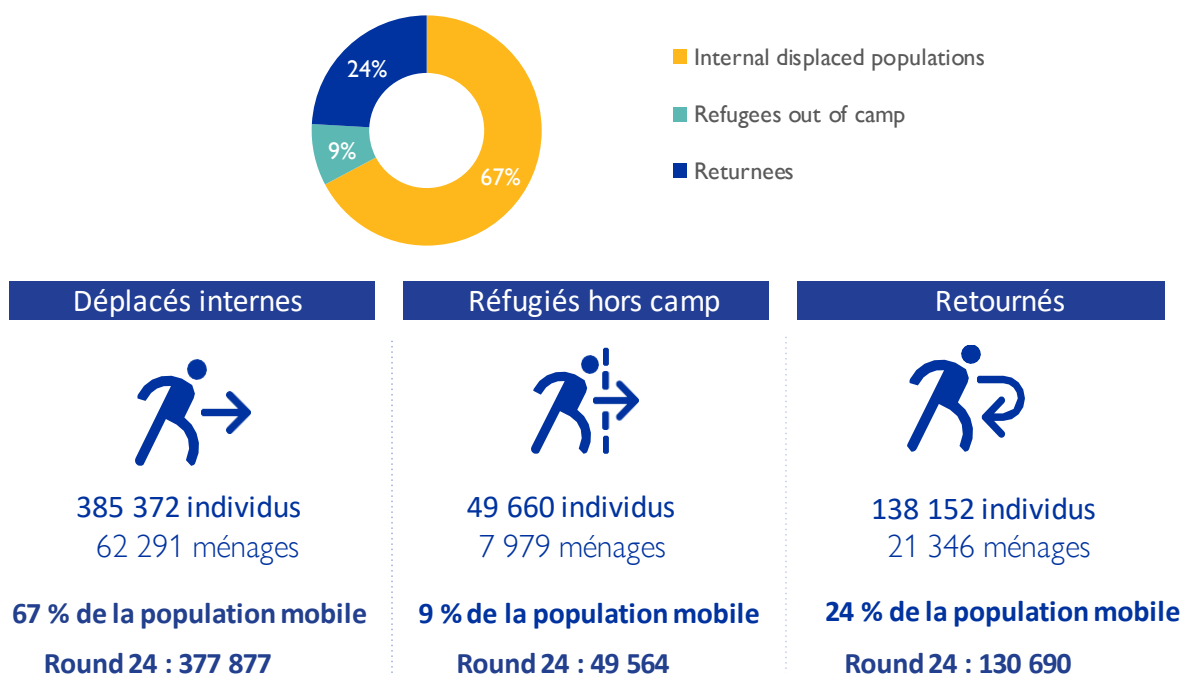 24%
9%
67%
Internal displaced populations
Refugees out of camp
Returnees
Déplacés internes
385 372 individus
62 291 ménages
67 % de la population mobile
Round 24 : 377 877
Réfugiés hors camp
49 660 individus
7 979 ménages
9 % de la population mobile
Round 24 : 49 564
Retournés
138 152 individus
21 346 ménages
24 % de la population mobile
Round 24 : 130 690